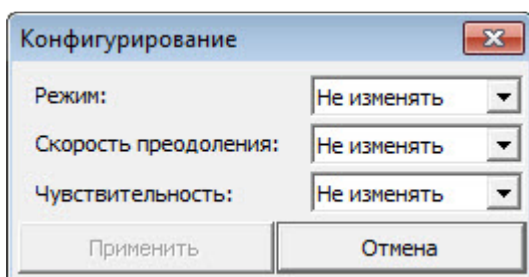 Конфигурирование
Режим: Не изменять
Скорость преодоления: Не изменять
Чувствительность: Не изменять
Применить Отмена